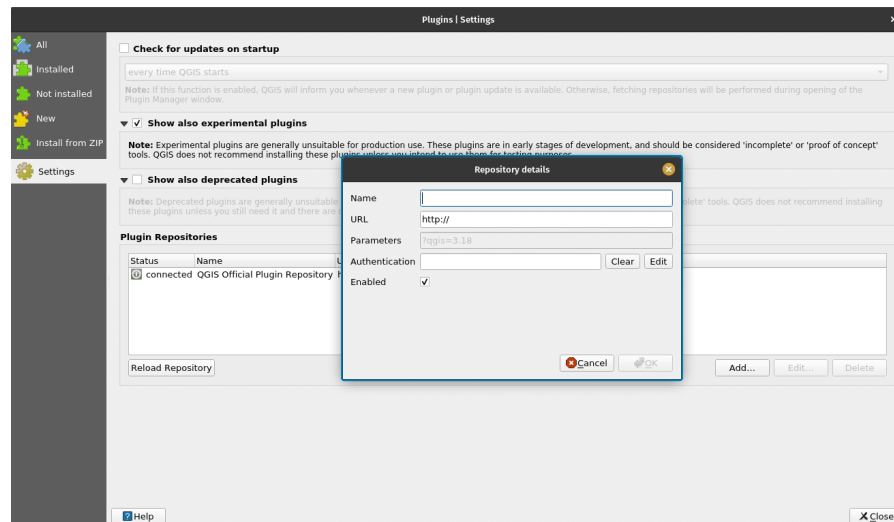 Plugins | Settings
All
Installed
Not installed
New
Install from ZIP
Settings
Check for updates on startup
every time QGIS starts
Note: If this function is enabled, QGIS will inform you whenever a new plugin or plugin update is available. Otherwise, fetching repositories will be performed during opening of the
Plugin Manager window.
Show also experimental plugins
Note: Experimental plugins are generally unsuitable for production use. These plugins are in early stages of development, and should be considered 'incomplete' or 'proof of concept'
tools. QGIS does not recommend installing these plugins unless you intend to use them for testing purposes.
Show also deprecated plugins
Note: Deprecated plugins are generally unsuitable
tools. QGIS does not recommend installing
these plugins unless you still need it and there are
Plugin Repositories
Status Name
connected QGIS Official Plugin Repository
Reload Repository
Add... Edit... Delete
Repository details
Name
URL http://
Parameters ?qgis=3.18
Authentication Clear Edit
Enabled
Cancel OK
Help
Close